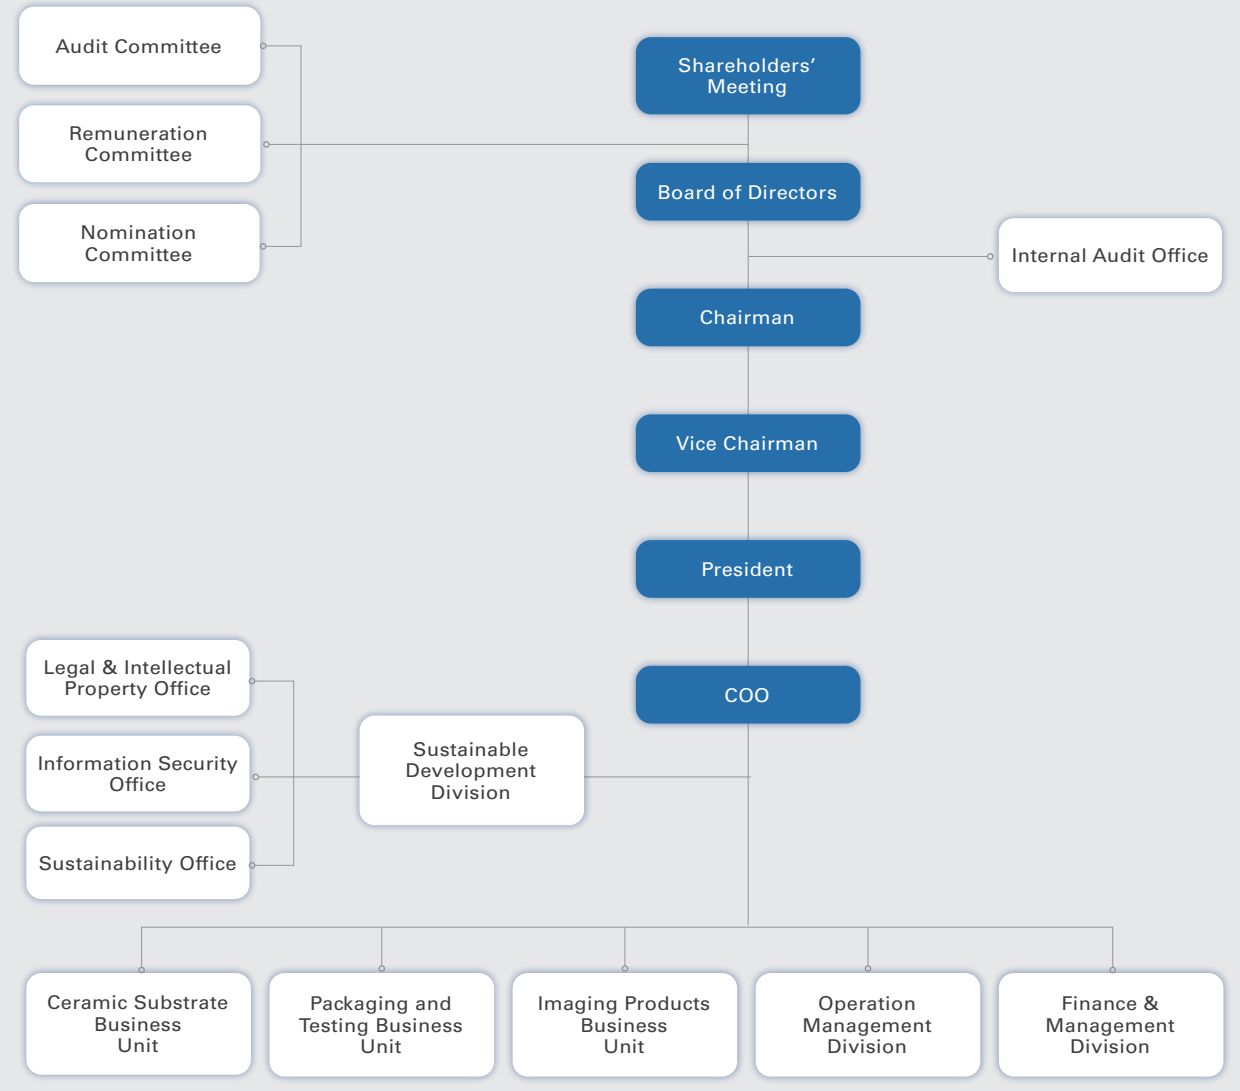 Audit Committee
Shareholders’
Meeting
Remuneration
Committee
Board of Directors
Nomination
Committee
Internal Audit Office
Chairman
Vice Chairman
President
Legal & Intellectual
Property Office
COO
Sustainable
Development
Division
Information Security
Office
Sustainability Office
Ceramic Substrate
Business
Unit
Packaging and
Testing Business
Unit
Imaging Products
Business
Unit
Operation
Management
Division
Finance &
Management
Division